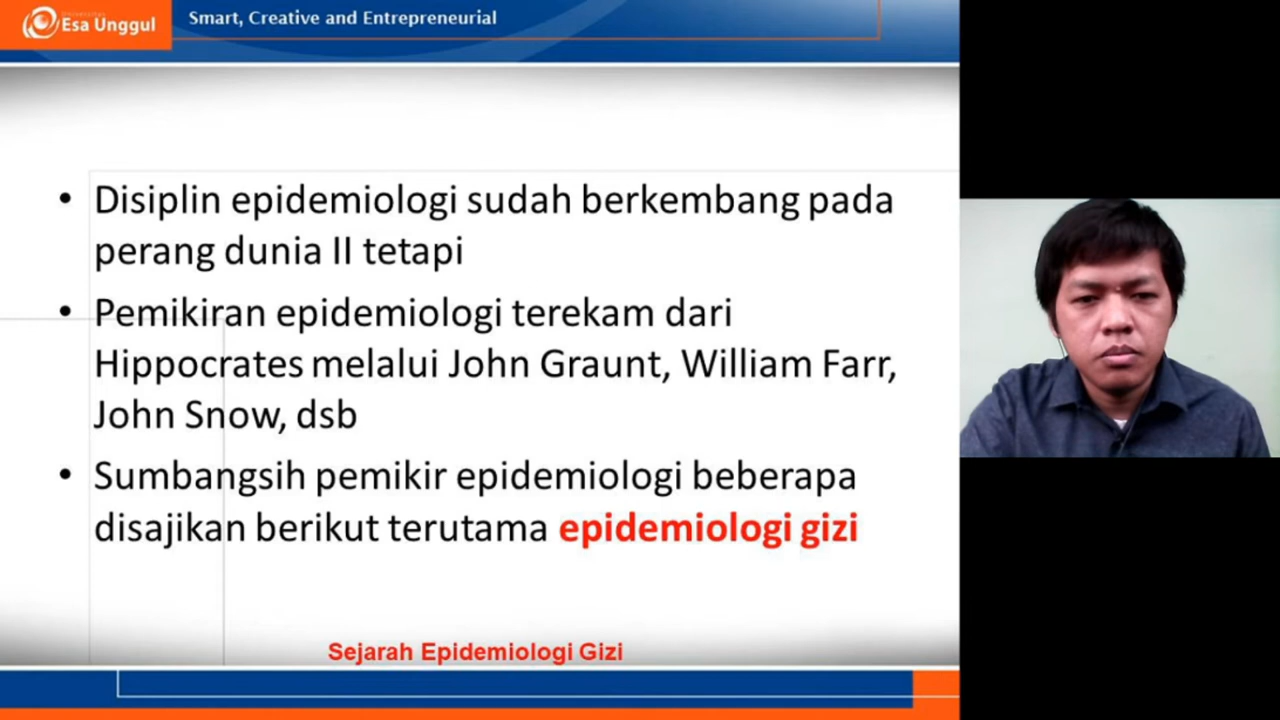 Esa Unggul
Smart, Creative and Entrepreneurial
• Disiplin epidemiologi sudah berkembang pada
perang dunia II tetapi
• Pemikiran epidemiologi terekam dari
Hippocrates melalui John Graunt, William Farr,
John Snow, dsb
• Sumbangsih pemikir epidemiologi beberapa
disajikan berikut terutama epidemiologi gizi
Sejarah Epidemiologi Gizi